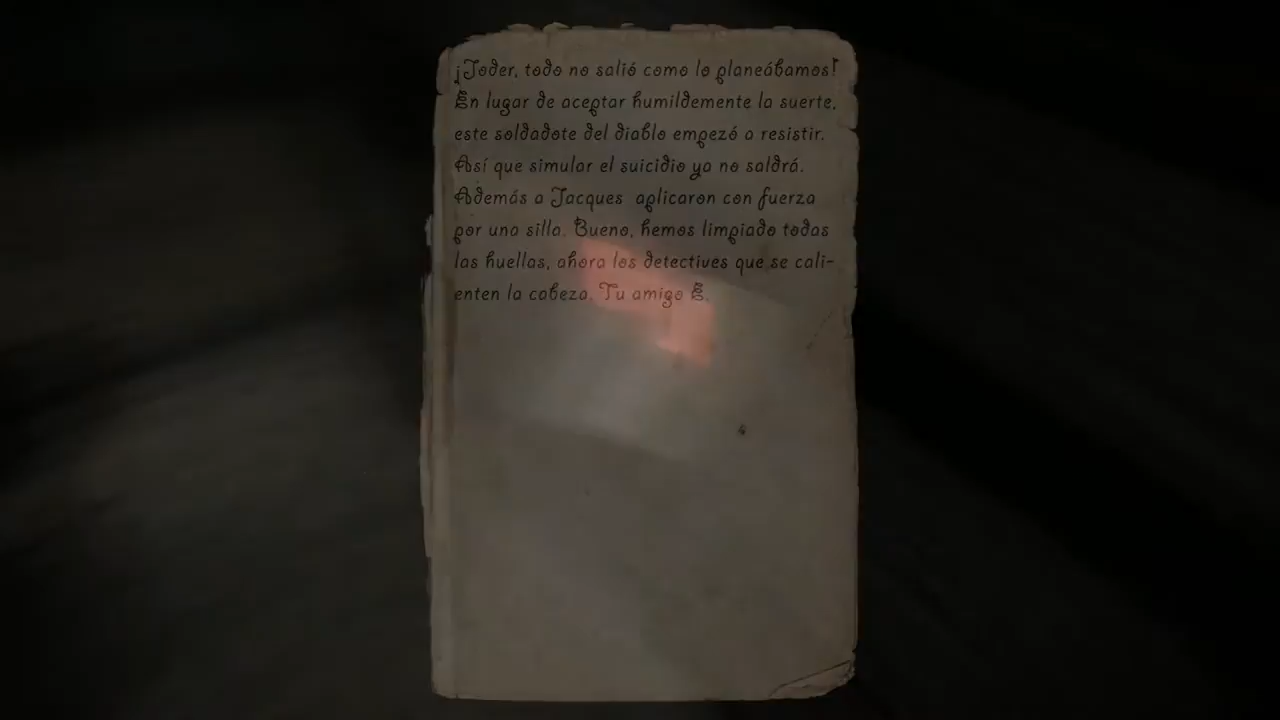 ¡Joder, todo no salió como lo planeábamos!
En lugar de aceptar humildemente la suerte,
este soldadote del diablo empezó a resistir.
Así que simular el suicidio ya no saldrá.
Además a Jacques aplicaron con fuerza
por una silla. Bueno, hemos limpiado todas
las huellas, ahora los detectives que se cali-
enten la cabeza. Tu amigo E.